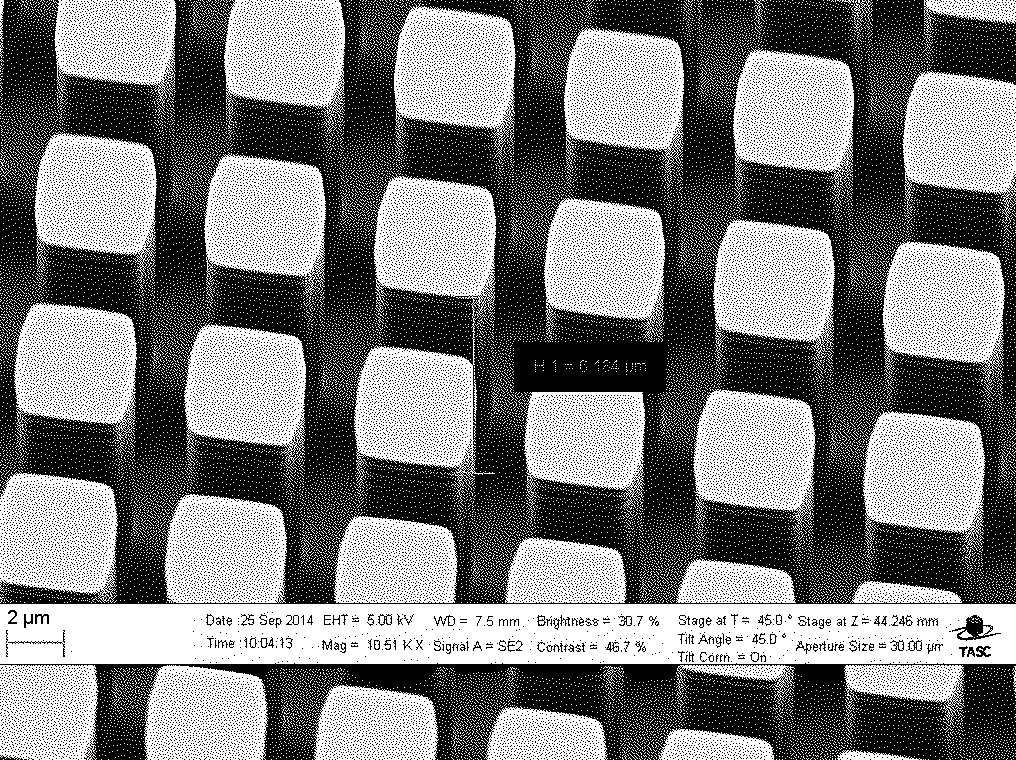 H 1 = 6.134 µm
2 µm
Date :25 Sep 2014 EHT = 5.00 kV WD = 7.5 mm Brightness = 30.7 % Stage at T = 45.0 ° Stage at Z = 44.246 mm
Time :10:04:13 Mag = 10.51 K X Signal A = SE2 Contrast = 46.7 % Tilt Angle = 45.0 ° Aperture Size = 30.00 µm
Tilt Corrn. = On
TASC